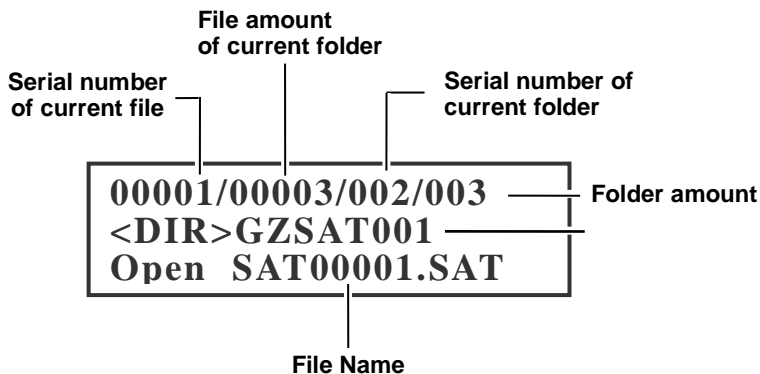 File amount
of current folder
Serial number
of current file
Serial number of
current folder
00001/00003/002/003
Folder amount
<DIR>GZSAT001
Open SAT00001.SAT
File Name